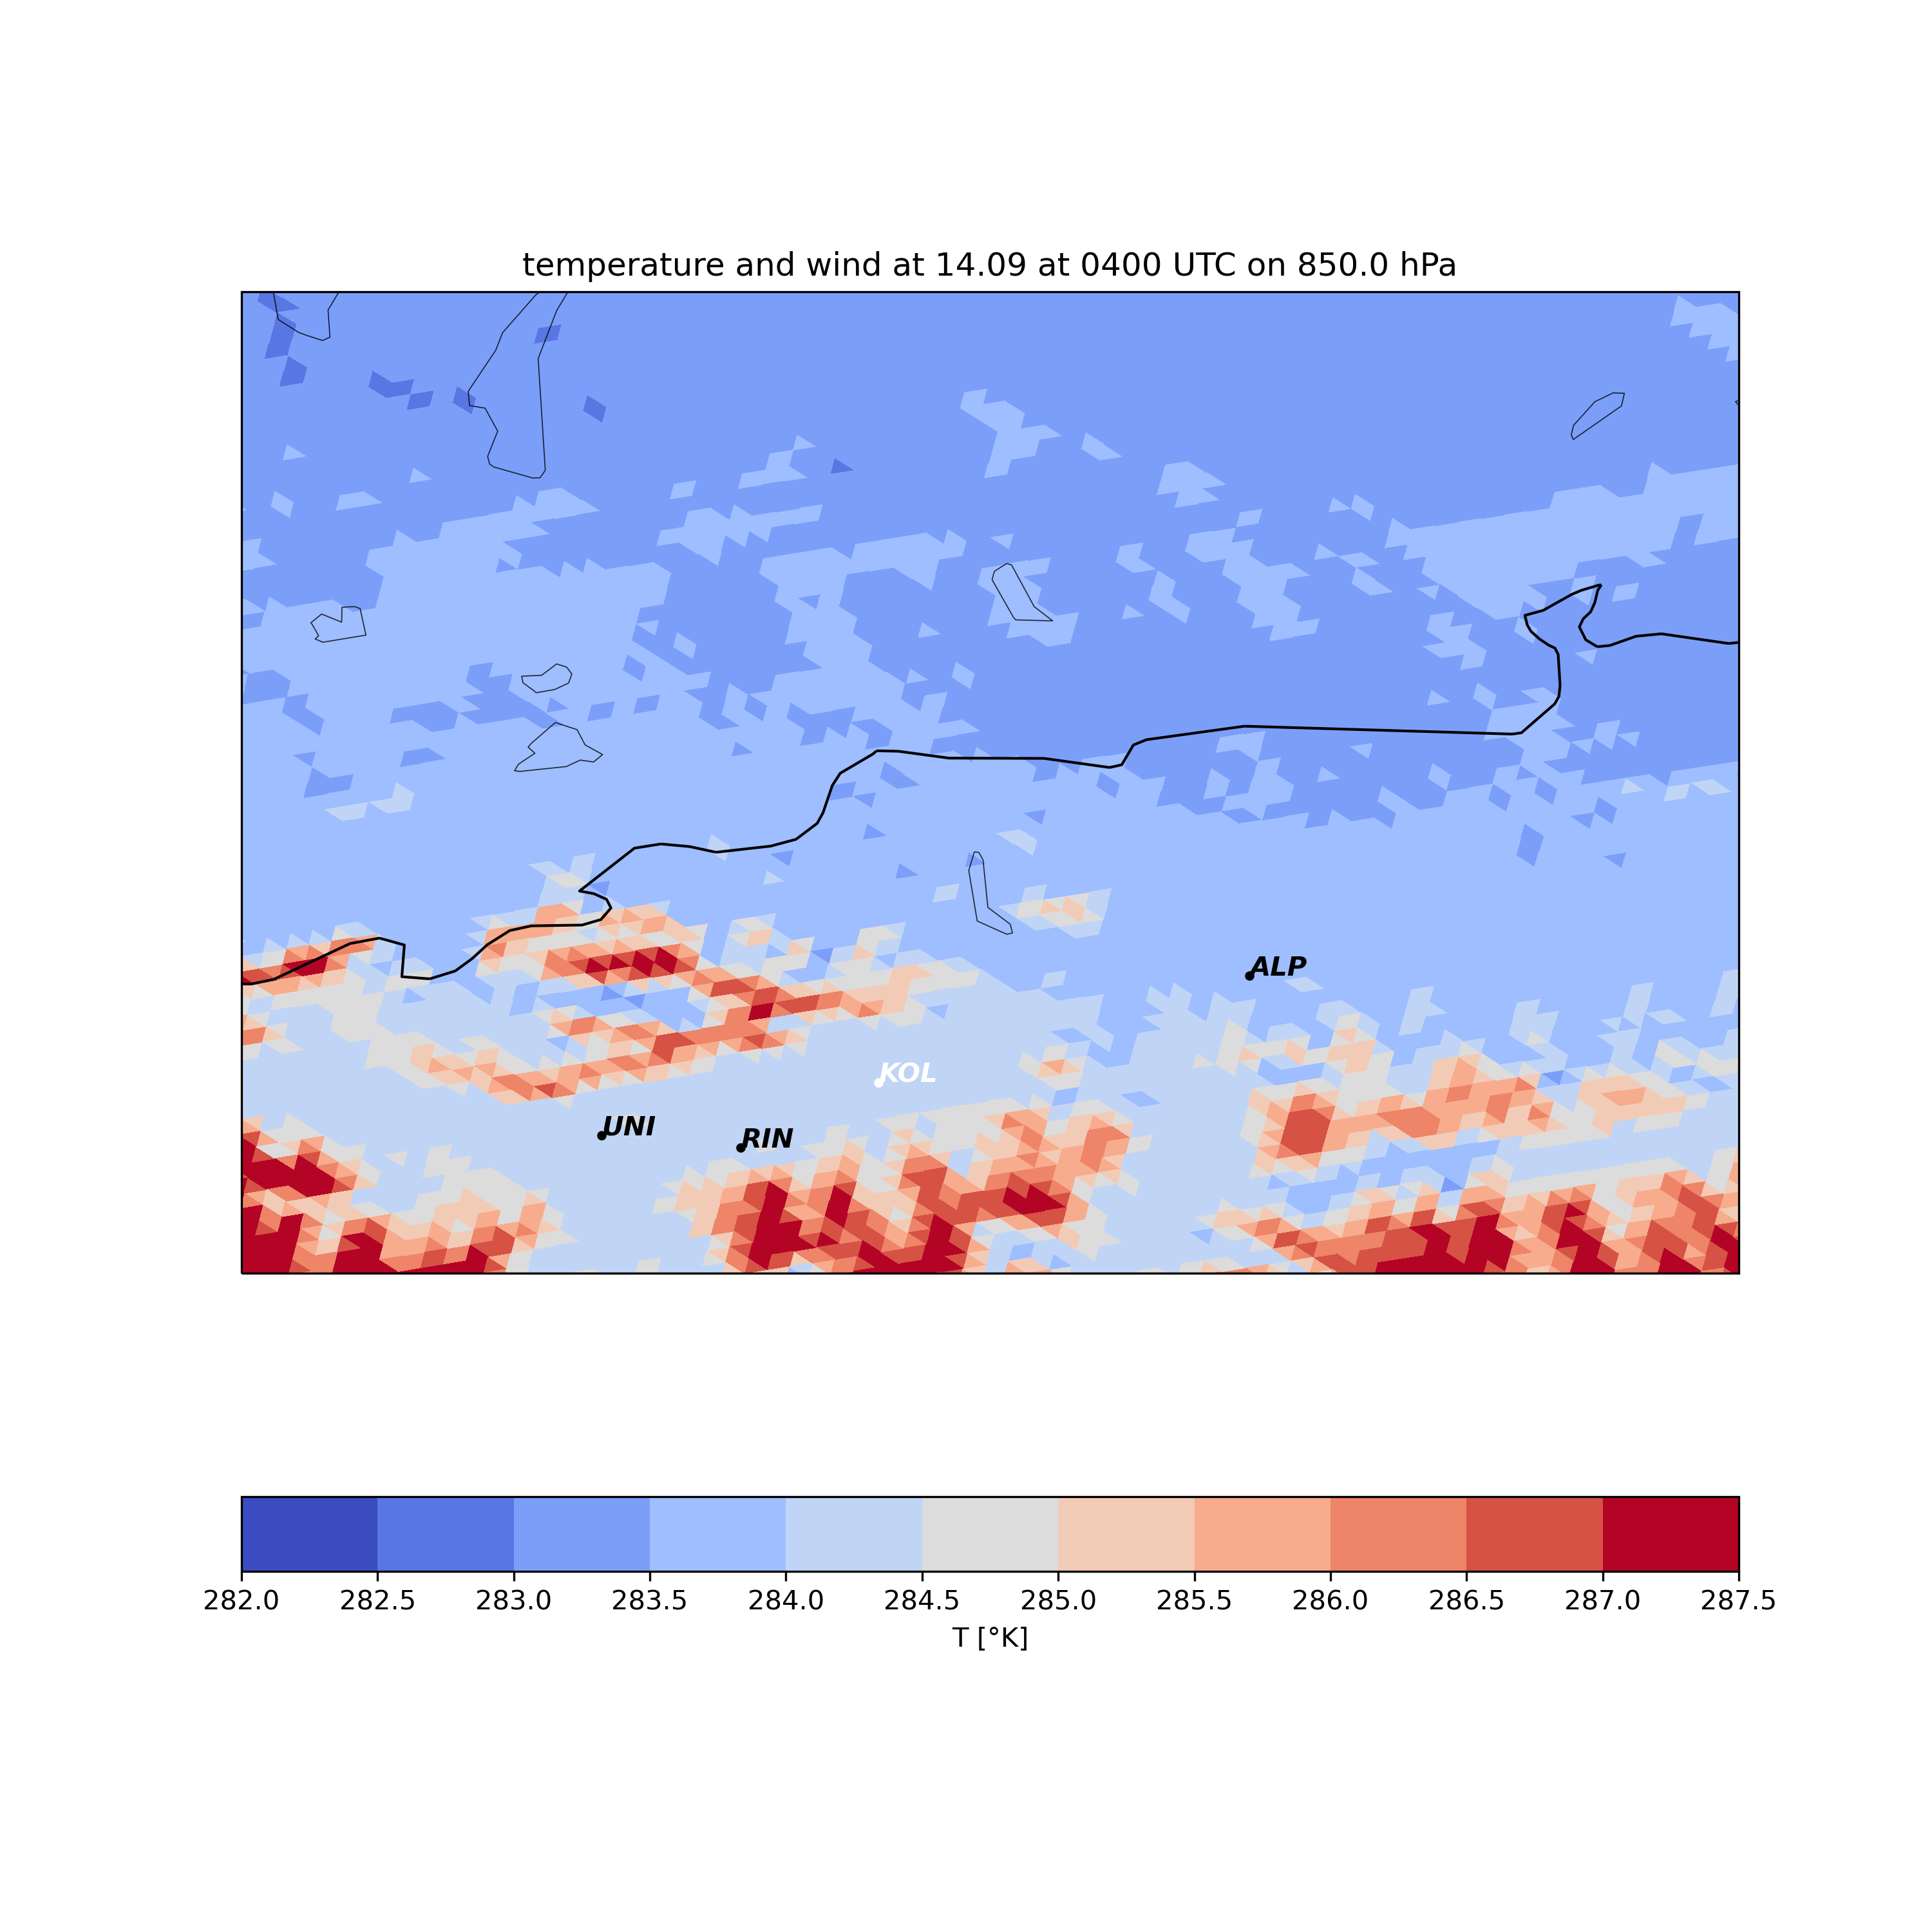 temperature and wind at 14.09 at 0400 UTC on 850.0 hPa
ALP
KOL
UNI
RIN
282.0 282.5 283.0 283.5 284.0 284.5 285.0 285.5 286.0 286.5 287.0 287.5
T [°K]